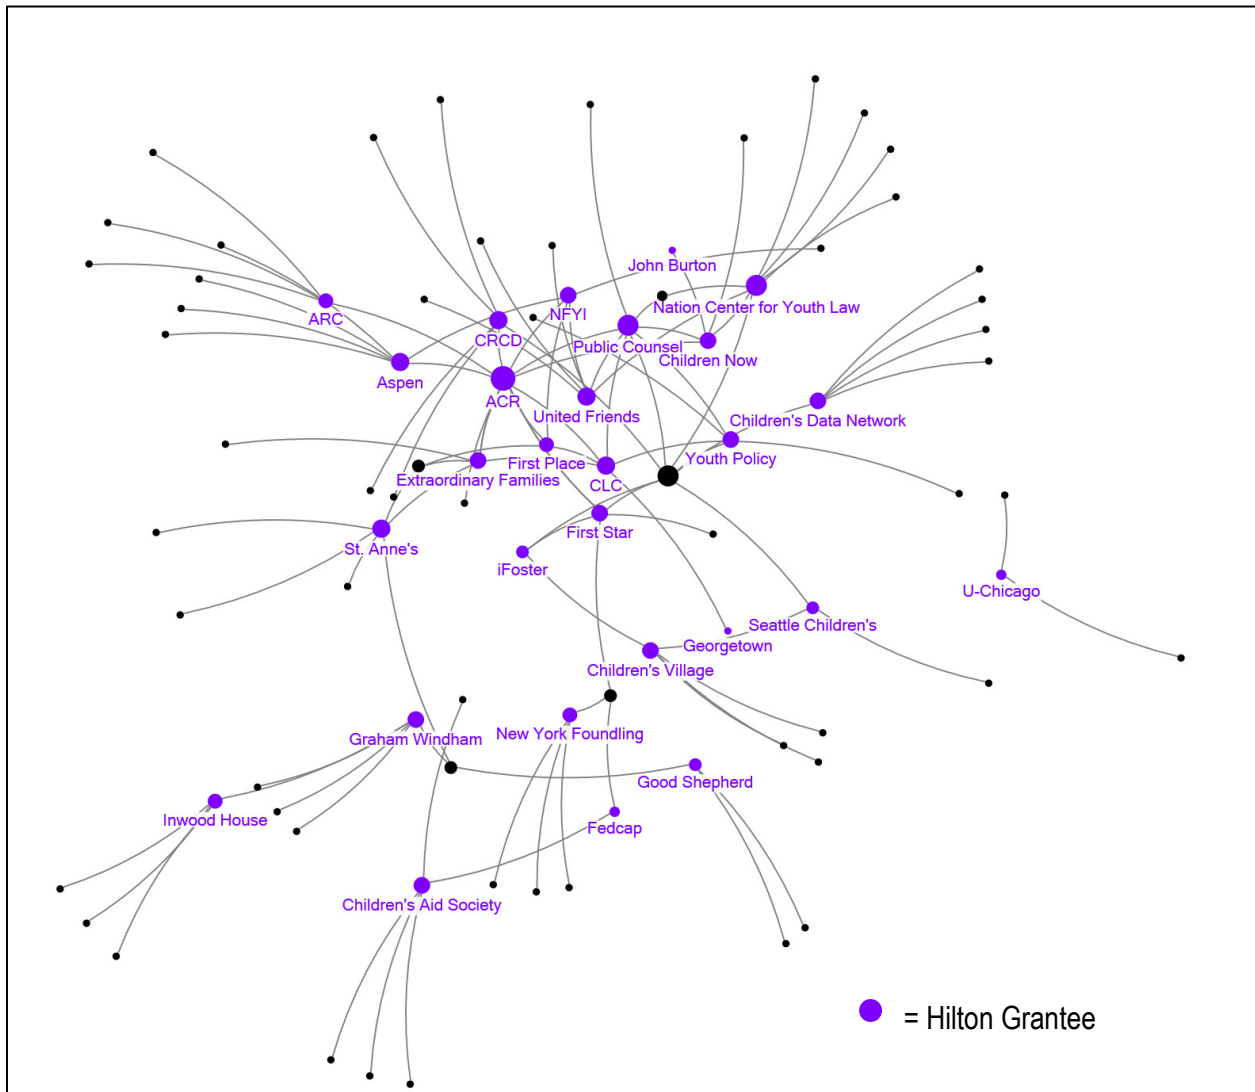 John Burton
Nation Center for Youth Law
NFYI
ARC
CRCD
Public Counsel
Children Now
Aspen
ACR
United Friends
Children's Data Network
Youth Policy
First Place
Extraordinary Families
CLC
First Star
St. Anne's
iFoster
U-Chicago
Seattle Children's
Georgetown
Children's Village
New York Foundling
Graham Windham
Good Shepherd
Inwood House
Fedcap
Children's Aid Society
= Hilton Grantee